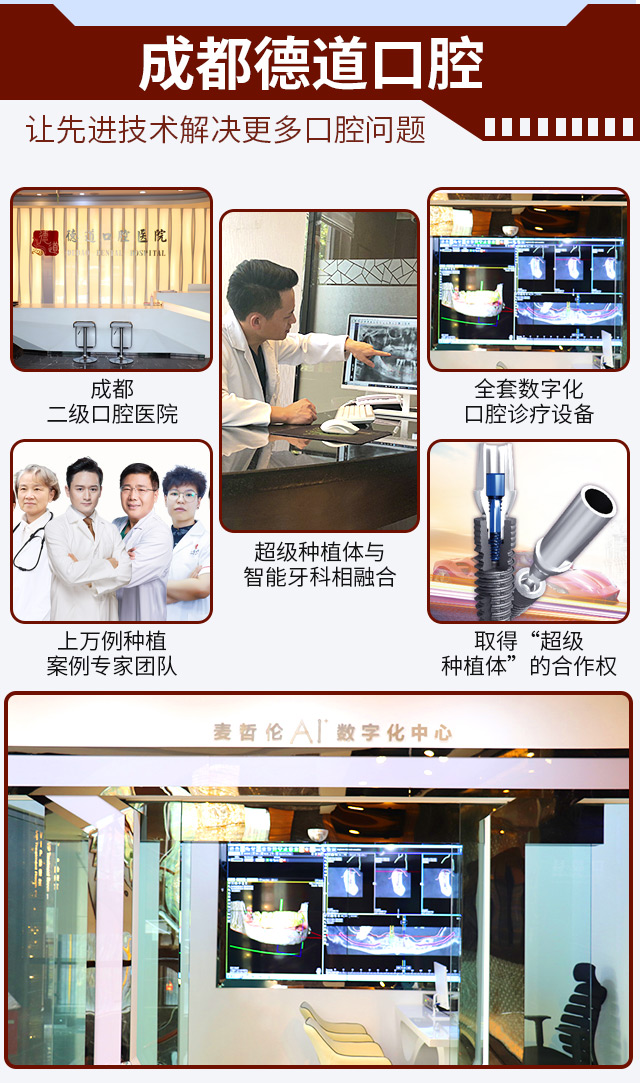 成都德道口腔
让先进技术解决更多口腔问题
德道口腔医院
DEDAO DENTAL HOSPITAL
成都
二级口腔医院
超级种植体与
智能牙科相融合
全套数字化
口腔诊疗设备
上万例种植
案例专家团队
取得“超级
种植体”的合作权
麦哲伦AI数字化中心